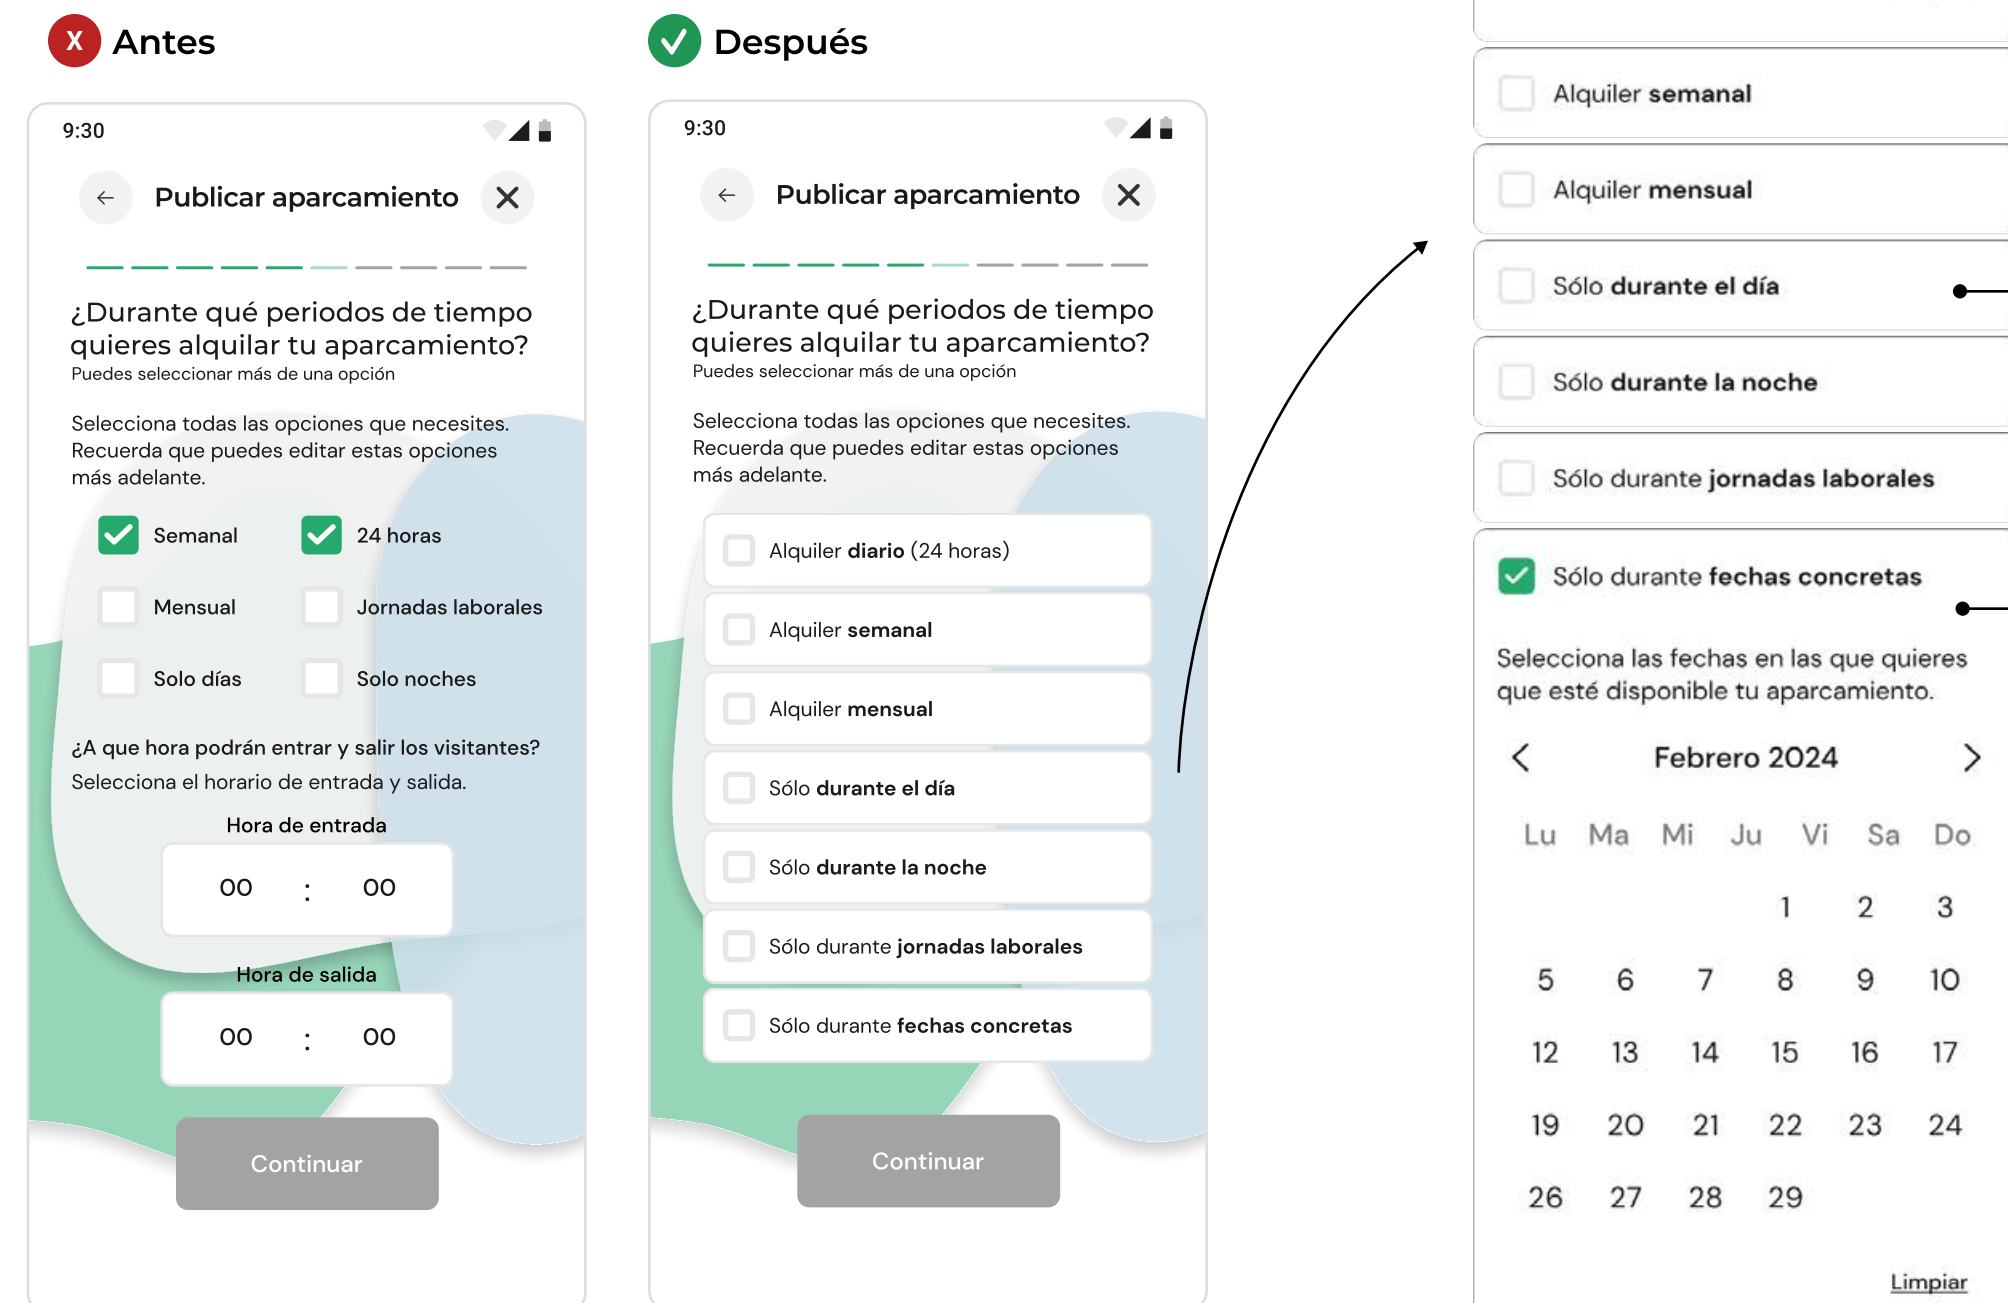 X Antes
9:30
Publicar aparcamiento
¿Durante qué periodos de tiempo
quieres alquilar tu aparcamiento?
Puedes seleccionar más de una opción
Selecciona todas las opciones que necesites.
Recuerda que puedes editar estas opciones
más adelante.
Semanal
24 horas
Mensual
Jornadas laborales
Solo días
Solo noches
¿A que hora podrán entrar y salir los visitantes?
Selecciona el horario de entrada y salida.
Hora de entrada
00 : 00
Hora de salida
00 : 00
Continuar
Después
9:30
Publicar aparcamiento
¿Durante qué periodos de tiempo
quieres alquilar tu aparcamiento?
Puedes seleccionar más de una opción
Selecciona todas las opciones que necesites.
Recuerda que puedes editar estas opciones
más adelante.
Alquiler diario (24 horas)
Alquiler semanal
Alquiler mensual
Sólo durante el día
Sólo durante la noche
Sólo durante jornadas laborales
Sólo durante fechas concretas
Continuar
Alquiler semanal
Alquiler mensual
Sólo durante el día
Sólo durante la noche
Sólo durante jornadas laborales
Sólo durante fechas concretas
Selecciona las fechas en las que quieres
que esté disponible tu aparcamiento.
Febrero 2024
Lu Ma Mi Ju Vi Sa Do
1 2 3
5 6 7 8 9 10
12 13 14 15 16 17
19 20 21 22 23 24
26 27 28 29
Limpiar